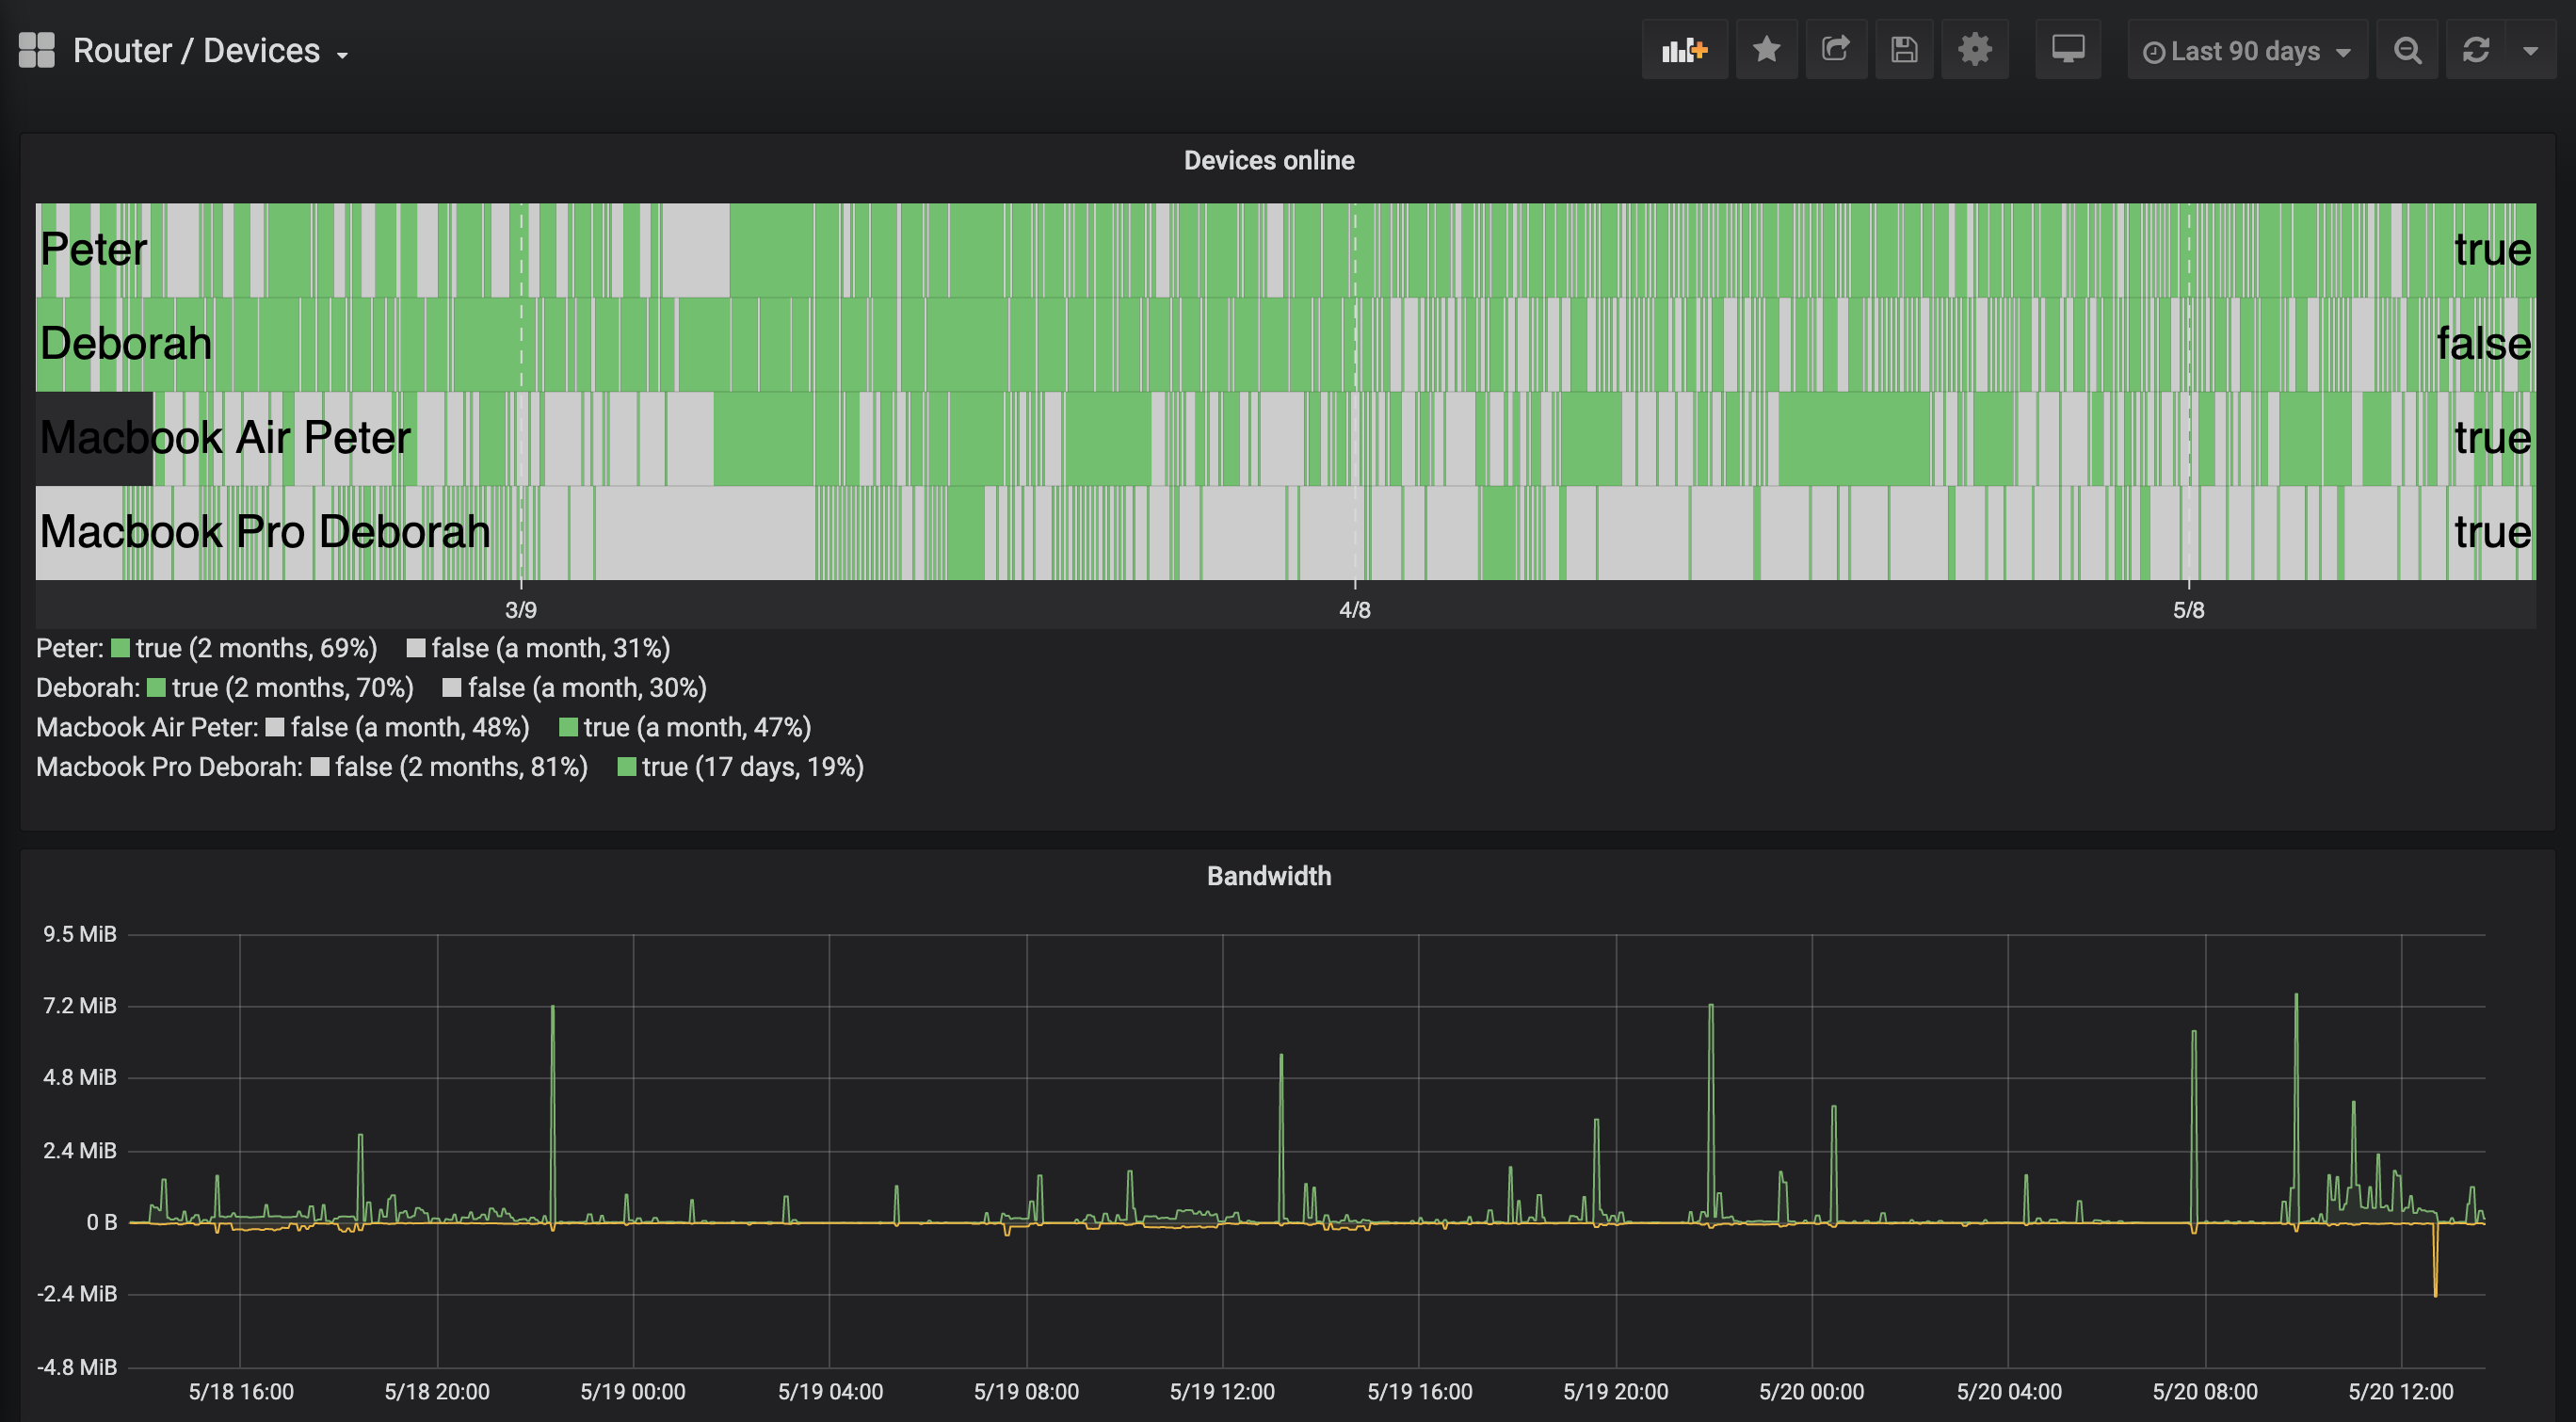 Router / Devices
Last 90 days
Devices online
Peter true
Deborah false
Macbook Air Peter true
Macbook Pro Deborah true
3/9 4/8 5/8
Peter: true (2 months, 69%) false (a month, 31%)
Deborah: true (2 months, 70%) false (a month, 30%)
Macbook Air Peter: false (a month, 48%) true (a month, 47%)
Macbook Pro Deborah: false (2 months, 81%) true (17 days, 19%)
Bandwidth
9.5 MiB
7.2 MiB
4.8 MiB
2.4 MiB
0 B
-2.4 MiB
-4.8 MiB
5/18 16:00 5/18 20:00 5/19 00:00 5/19 04:00 5/19 08:00 5/19 12:00 5/19 16:00 5/19 20:00 5/20 00:00 5/20 04:00 5/20 08:00 5/20 12:00